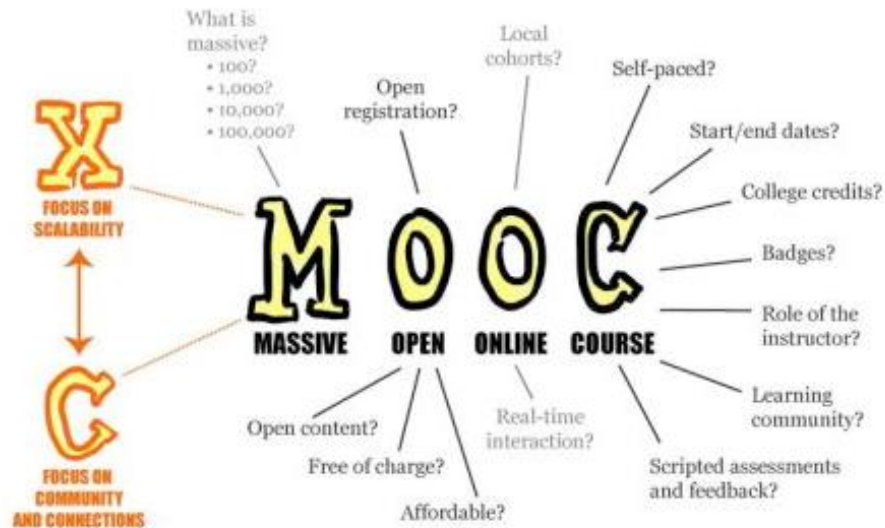 What is
massive?
• 100?
• 1,000?
• 10,000?
• 100,000?
Open
registration?
Local
cohorts?
Self-paced?
Start/end dates?
College credits?
Badges?
Role of the
instructor?
Learning
community?
Scripted assessments
and feedback?
X
FOCUS ON
SCALABILITY
C
FOCUS ON
COMMUNITY
AND CONNECTIONS
MOOC
MASSIVE OPEN ONLINE COURSE
Open content?
Free of charge?
Affordable?
Real-time
interaction?